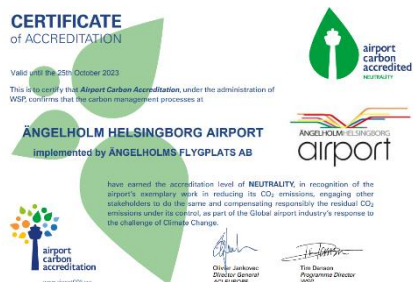 CERTIFICATE
of ACCREDITATION
airport
carbon
accredited
NEUTRALITY
Valid until the 25th October 2023
This is to certify that Airport Carbon Accreditation, under the administration of
WSP, confirms that the carbon management processes at
ÄNGELHOLM HELSINGBORG AIRPORT
implemented by ÄNGELHOLMS FLYGPLATS AB
ÄNGELHOLMHELSINGBORG
airport
have earned the accreditation level of NEUTRALITY, in recognition of the
airport's exemplary work in reducing its CO₂ emissions, engaging other
stakeholders to do the same and compensating responsibly the residual CO₂
emissions under its control, as part of the Global airport industry's response to
the challenge of Climate Change.
airport
carbon
accreditation
Olivier Jankovec
Director General
ACI EUROPE
Tim Danson
Programme Director
WSP